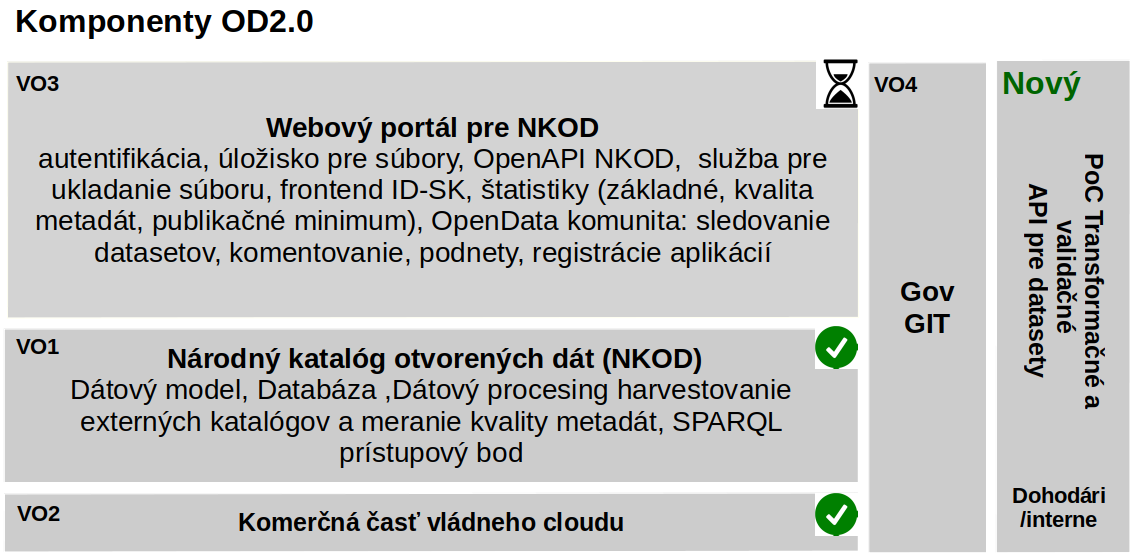 Komponenty OD2.0
VO3
Webový portál pre NKOD
autentifikácia, úložisko pre súbory, OpenAPI NKOD,  služba pre
ukladanie súboru, frontend ID-SK, štatistiky (základné, kvalita
metadát, publikačné minimum), OpenData komunita: sledovanie
datasetov, komentovanie, podnety, registrácie aplikácií
VO1
Národný katalóg otvorených dát (NKOD)
Dátový model, Databáza ,Dátový procesing harvestovanie
externých katalógov a meranie kvality metadát, SPARQL
prístupový bod
VO2
Komerčná časť vládneho cloudu
VO4
Gov
GIT
Nový
PoC Transformačné a
validačné
API pre datasety
Dohodári
/interne